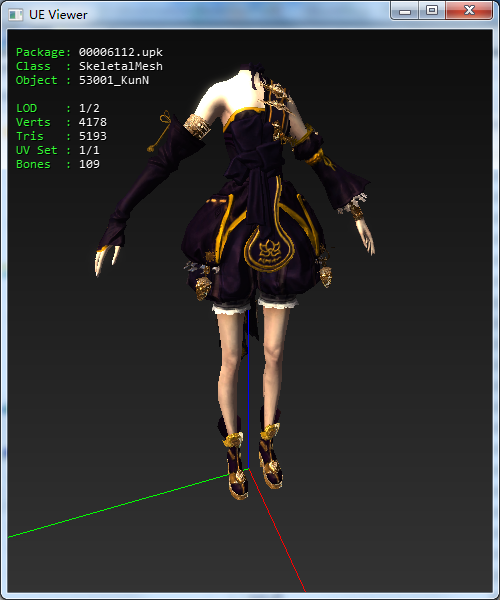 UE Viewer
Package: 00006112.upk
Class  : SkeletalMesh
Object : 53001_KunN
LOD    : 1/2
Verts  : 4178
Tris   : 5193
UV Set : 1/1
Bones  : 109